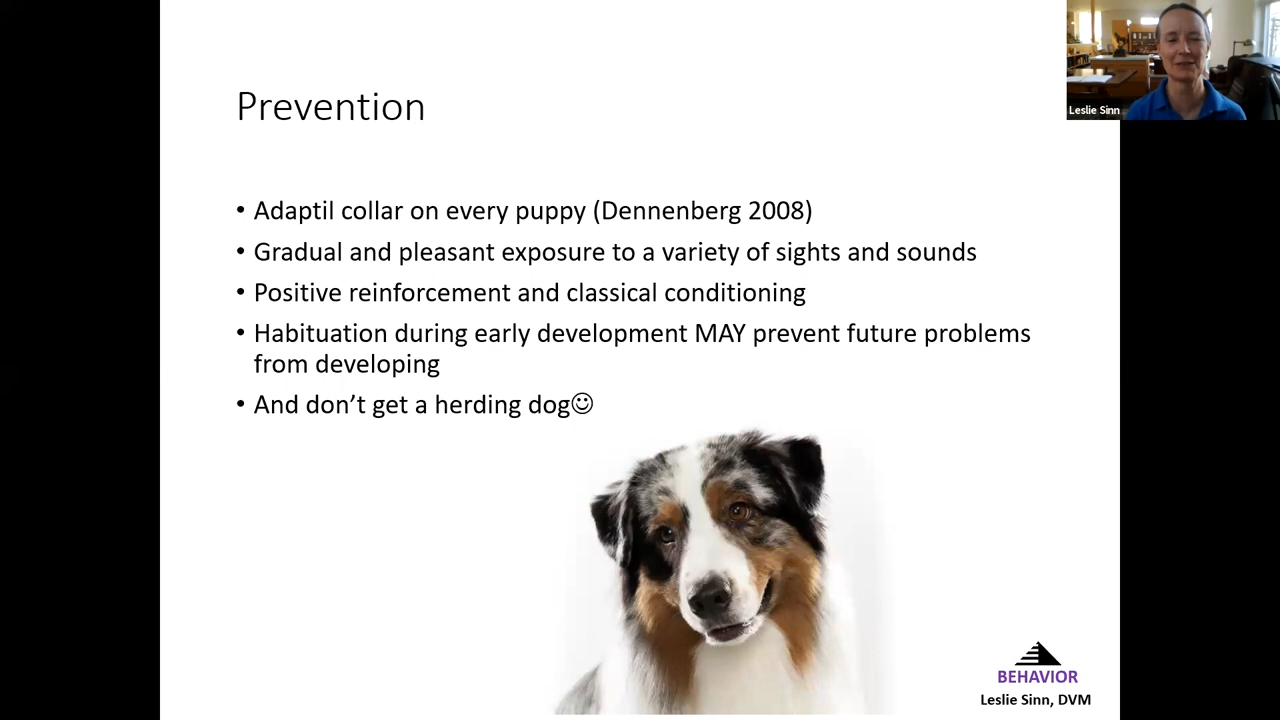 Leslie Sinn
Prevention
• Adaptil collar on every puppy (Dennenberg 2008)
• Gradual and pleasant exposure to a variety of sights and sounds
• Positive reinforcement and classical conditioning
• Habituation during early development MAY prevent future problems
from developing
• And don’t get a herding dog☺
BEHAVIOR
Leslie Sinn, DVM